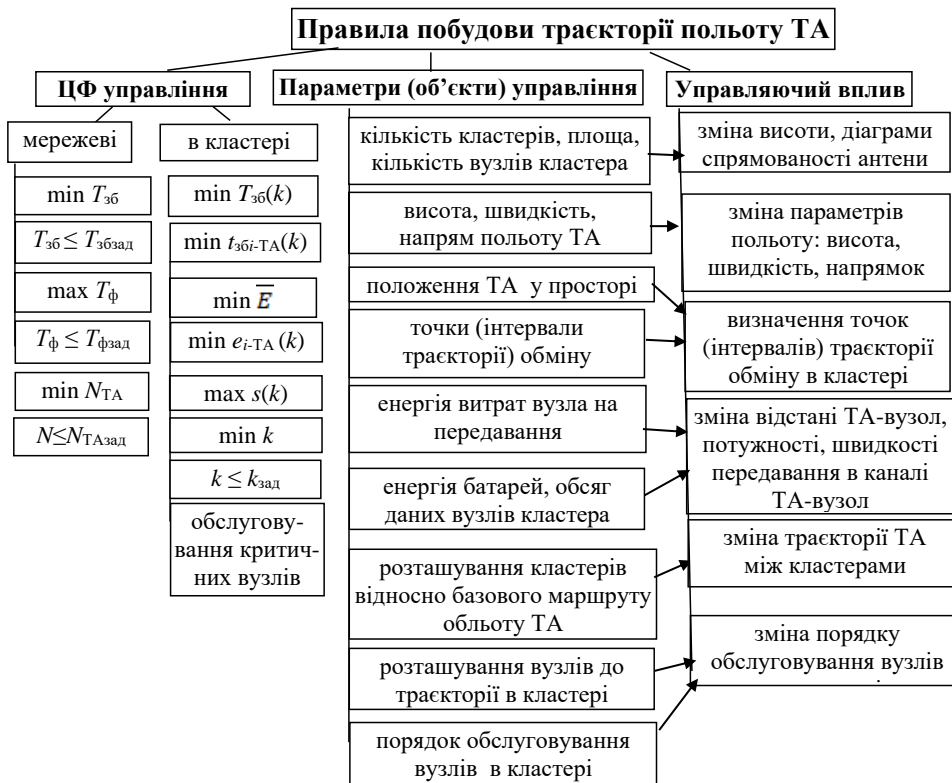 Правила побудови траєкторії польоту ТА
ЦФ управління
Параметри (об’єкти) управління
Управляючий вплив
мережеві
в кластері
min Tзб
Tзб ≤ Tзбзад
max Tф
Tф ≤ Tфзад
min NТА
N≤NТАзад
min Tзб(k)
min tзбi-ТА(k)
min E̅
min ei-ТА (k)
max s(k)
min k
k ≤ kзад
обслугову-
вання критич-
них вузлів
кількість кластерів, площа,
кількість вузлів кластера
висота, швидкість,
напрям польоту ТА
положення ТА у просторі
точки (інтервали
траєкторії) обміну
енергія витрат вузла на
передавання
енергія батарей, обсяг
даних вузлів кластера
розташування кластерів
відносно базового маршруту
обльоту ТА
розташування вузлів до
траєкторії в кластері
порядок обслуговування
вузлів в кластері
зміна висоти, діаграми
спрямованості антени
зміна параметрів
польоту: висота,
швидкість, напрямок
визначення точок
(інтервалів) траєкторії
обміну в кластері
зміна відстані ТА-вузол,
потужності, швидкості
передавання в каналі
ТА-вузол
зміна траєкторії ТА
між кластерами
зміна порядку
обслуговування вузлів